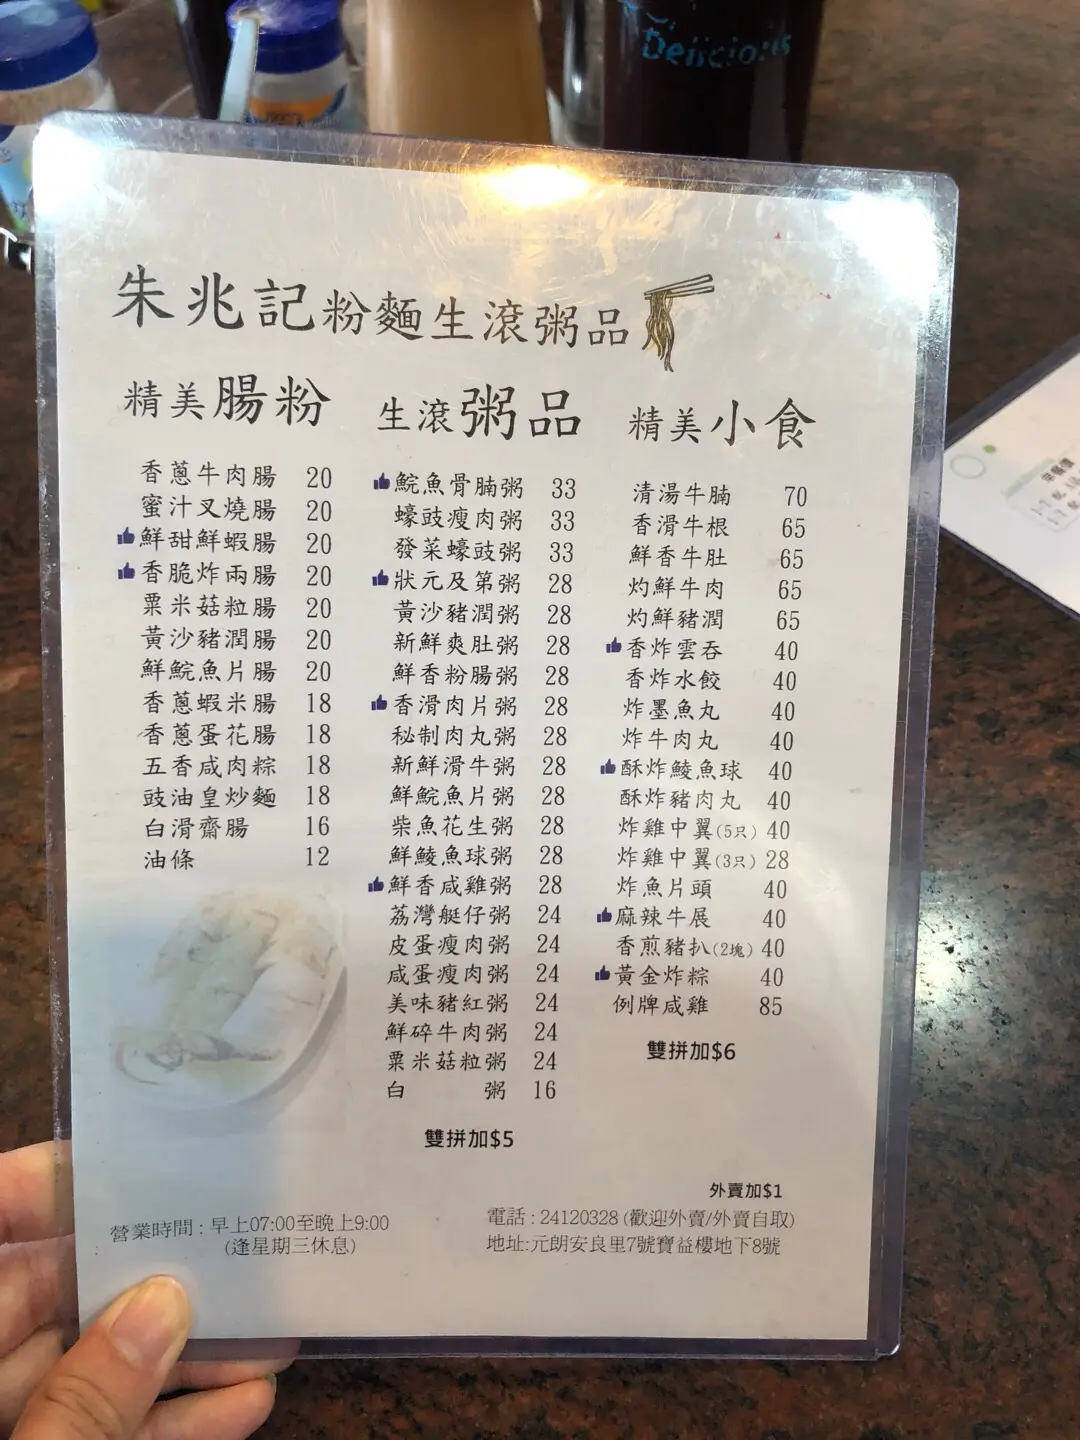 Delicious
朱兆記粉麵生滾粥品
精美腸粉
香蔥牛肉腸 20
蜜汁叉燒腸 20
鮮甜鮮蝦腸 20
香脆炸兩腸 20
粟米菇粒腸 20
黃沙豬潤腸 20
鮮鯇魚片腸 20
香蔥蝦米腸 18
香蔥蛋花腸 18
五香咸肉粽 18
豉油皇炒麵 18
白滑齋腸 16
油條 12
生滾粥品
鯇魚骨腩粥 33
蠔豉瘦肉粥 33
發菜蠔豉粥 33
狀元及第粥 28
黃沙豬潤粥 28
新鮮爽肚粥 28
鮮香粉腸粥 28
香滑肉片粥 28
秘制肉丸粥 28
新鮮滑牛粥 28
鮮鯇魚片粥 28
柴魚花生粥 28
鮮鯪魚球粥 28
鮮香咸雞粥 28
荔灣艇仔粥 24
皮蛋瘦肉粥 24
咸蛋瘦肉粥 24
美味豬紅粥 24
鮮碎牛肉粥 24
粟米菇粒粥 24
白 粥 16
雙拼加$5
精美小食
清湯牛腩 70
香滑牛根 65
鮮香牛肚 65
灼鮮牛肉 65
灼鮮豬潤 65
香炸雲吞 40
香炸水餃 40
炸墨魚丸 40
炸牛肉丸 40
酥炸鯪魚球 40
酥炸豬肉丸 40
炸雞中翼(5只) 40
炸雞中翼(3只) 28
炸魚片頭 40
麻辣牛展 40
香煎豬扒(2塊) 40
黃金炸粽 40
例牌咸雞 85
雙拼加$6
外賣加$1
營業時間：早上07:00至晚上9:00
(逢星期三休息)
電話：24120328 (歡迎外賣/外賣自取)
地址:元朗安良里7號寶益樓地下8號